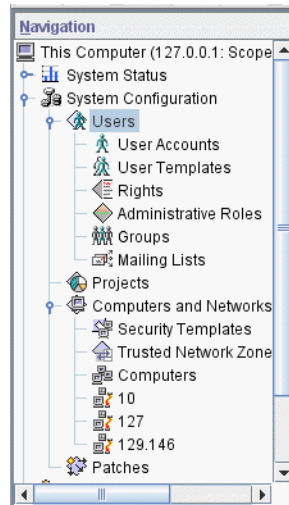 Navigation
This Computer (127.0.0.1: Scope
System Status
System Configuration
Users
User Accounts
User Templates
Rights
Administrative Roles
Groups
Mailing Lists
Projects
Computers and Networks
Security Templates
Trusted Network Zone
Computers
10
127
129.146
Patches